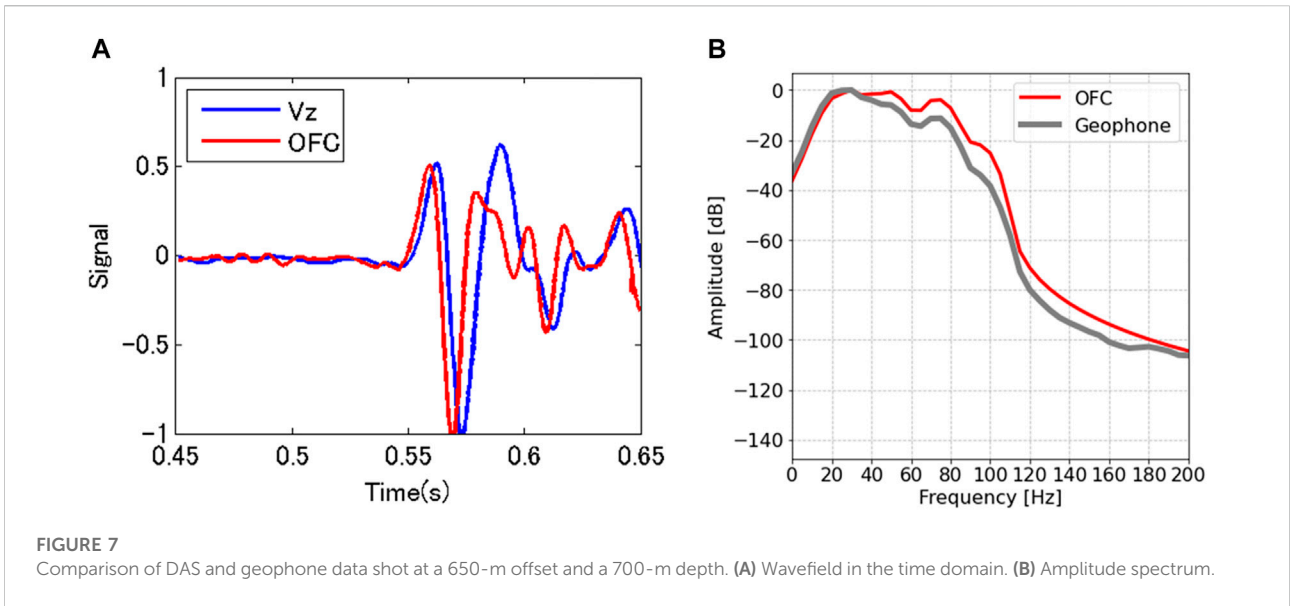 A
1
0.5
0
−0.5
−1
Signal
Vz
OFC
0.45 0.5 0.55 0.6 0.65
Time(s)
B
0
−20
−40
−60
−80
−100
−120
−140
Amplitude [dB]
OFC
Geophone
0 20 40 60 80 100 120 140 160 180 200
Frequency [Hz]
FIGURE 7
Comparison of DAS and geophone data shot at a 650-m offset and a 700-m depth. (A) Wavefield in the time domain. (B) Amplitude spectrum.